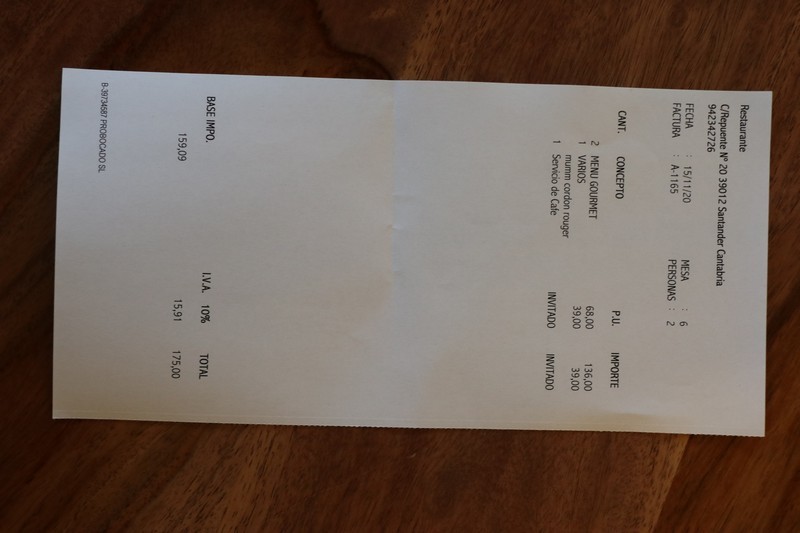 Restaurante
C/Repuente Nº 20 39012 Santander Cantabria
942342726
FECHA : 15/11/20 MESA : 6
FACTURA : A-1165 PERSONAS : 2
CANT. CONCEPTO P.U. IMPORTE
2 MENU GOURMET 68,00 136,00
1 VARIOS 39,00 39,00
mumm cordon rouger
1 Servicio de Cafe INVITADO INVITADO
BASE IMPO. I.V.A. 10% TOTAL
159,09 15,91 175,00
B-39734587 PROBOCADO SL